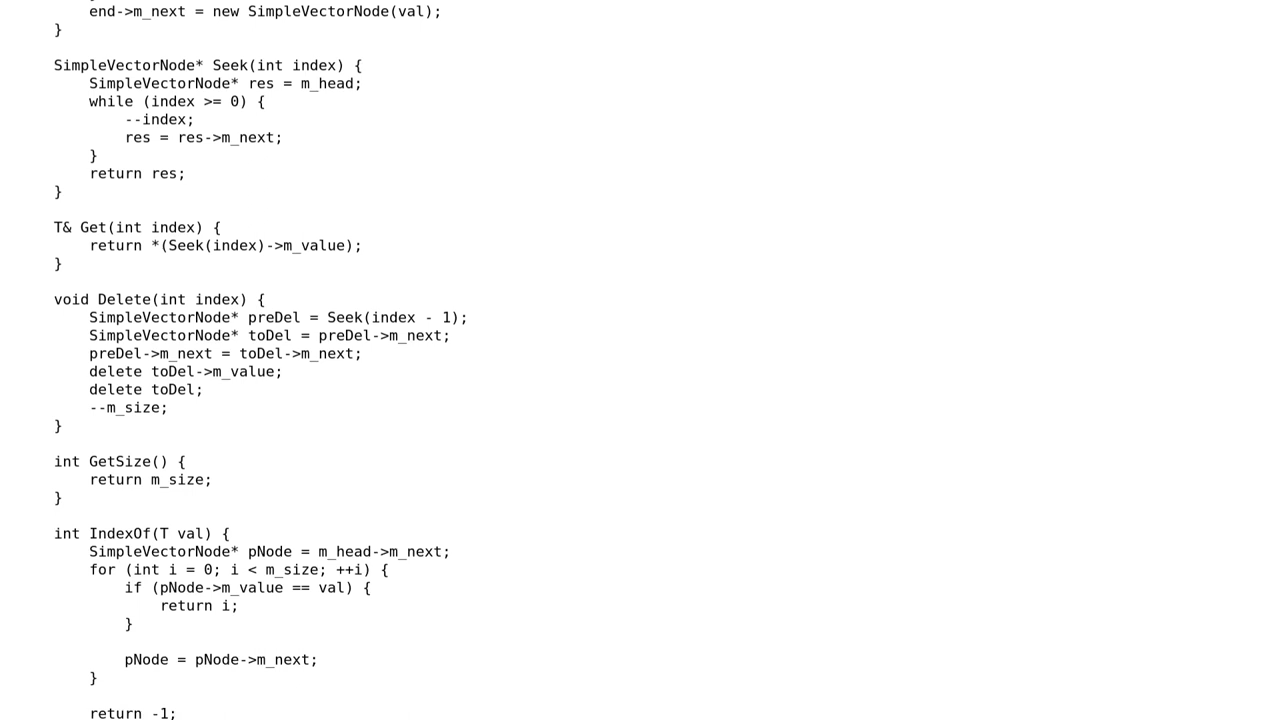 end->m_next = new SimpleVectorNode(val);
}
SimpleVectorNode* Seek(int index) {
SimpleVectorNode* res = m_head;
while (index >= 0) {
--index;
res = res->m_next;
}
return res;
}
T& Get(int index) {
return *(Seek(index)->m_value);
}
void Delete(int index) {
SimpleVectorNode* preDel = Seek(index - 1);
SimpleVectorNode* toDel = preDel->m_next;
preDel->m_next = toDel->m_next;
delete toDel->m_value;
delete toDel;
--m_size;
}
int GetSize() {
return m_size;
}
int IndexOf(T val) {
SimpleVectorNode* pNode = m_head->m_next;
for (int i = 0; i < m_size; ++i) {
if (pNode->m_value == val) {
return i;
}
pNode = pNode->m_next;
}
return -1;